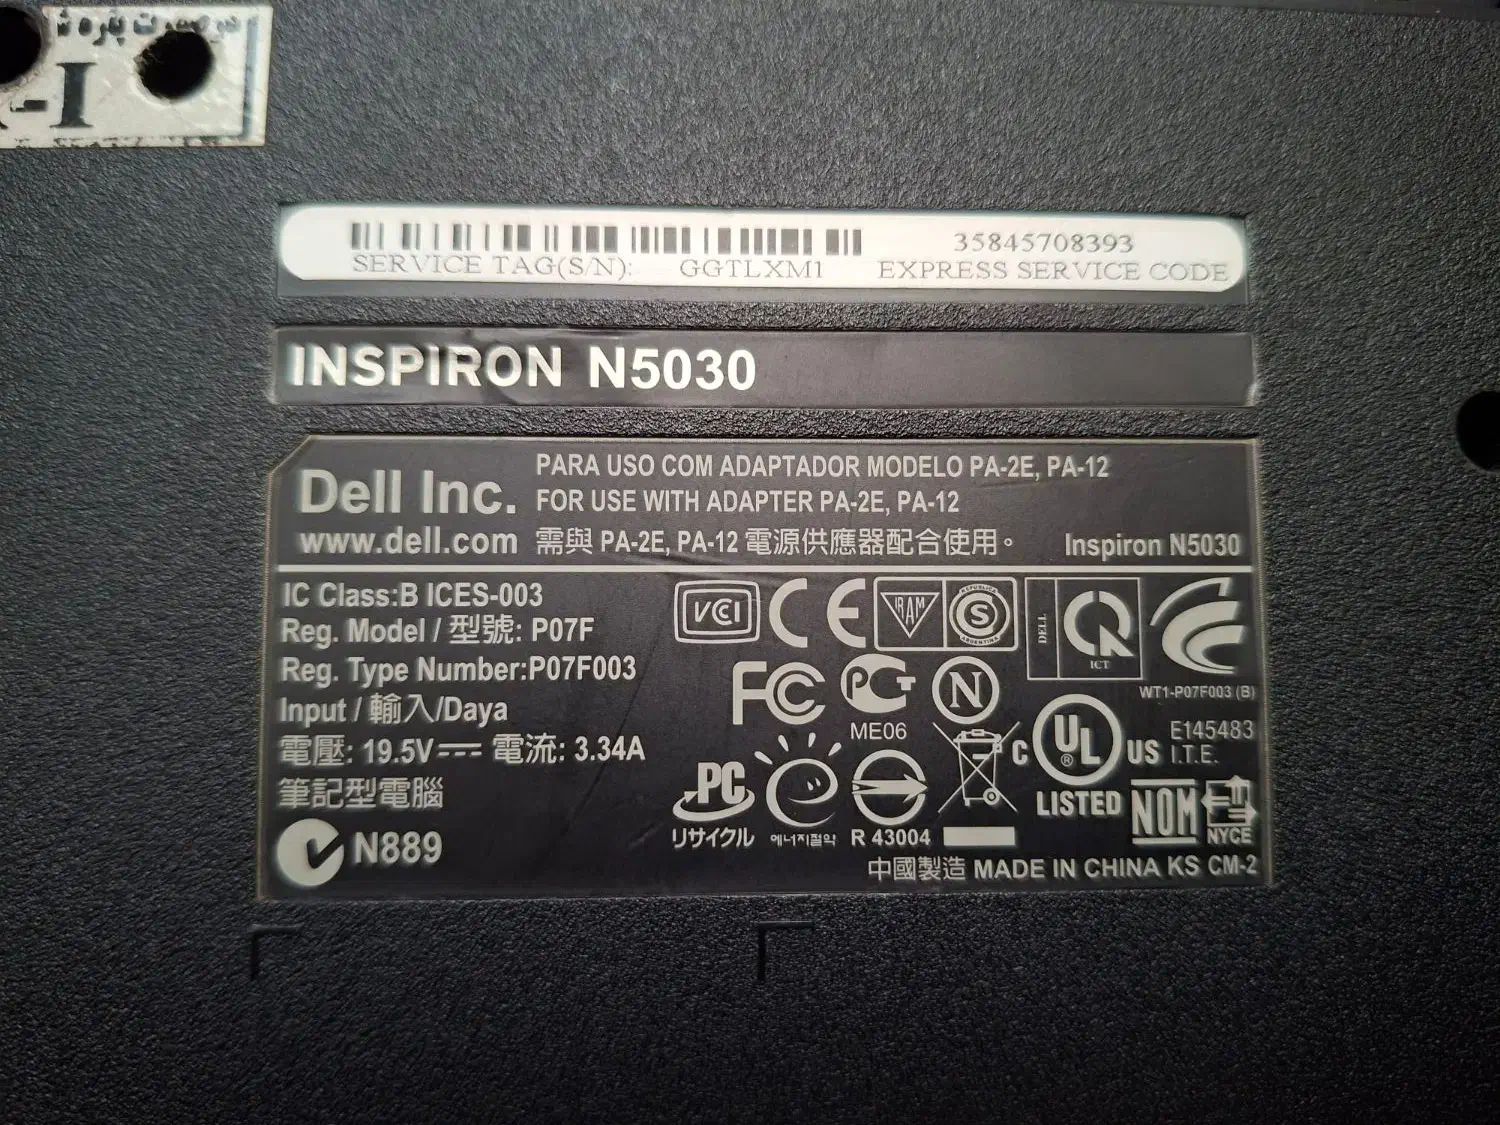 در صورت پاره
-I
35845708393
SERVICE TAG(S/N): GGTLXM1 EXPRESS SERVICE CODE
INSPIRON N5030
Dell Inc.
www.dell.com
PARA USO COM ADAPTADOR MODELO PA-2E, PA-12
FOR USE WITH ADAPTER PA-2E, PA-12
需與 PA-2E, PA-12 電源供應器配合使用。
Inspiron N5030
IC Class:B ICES-003
Reg. Model / 型號: P07F
Reg. Type Number:P07F003
Input / 輸入/Daya
電壓: 19.5V 電流: 3.34A
筆記型電腦
N889
VCI CE IRAM REPUBLICA S ARGENTINA DELL ICT
WT1-P07F003 (B)
FC PCT N
ME06
C UL ® US E145483
I.T.E.
LISTED NOM NYCE
PC
リサイクル 에너지절약 R 43004
中國製造 MADE IN CHINA KS CM-2